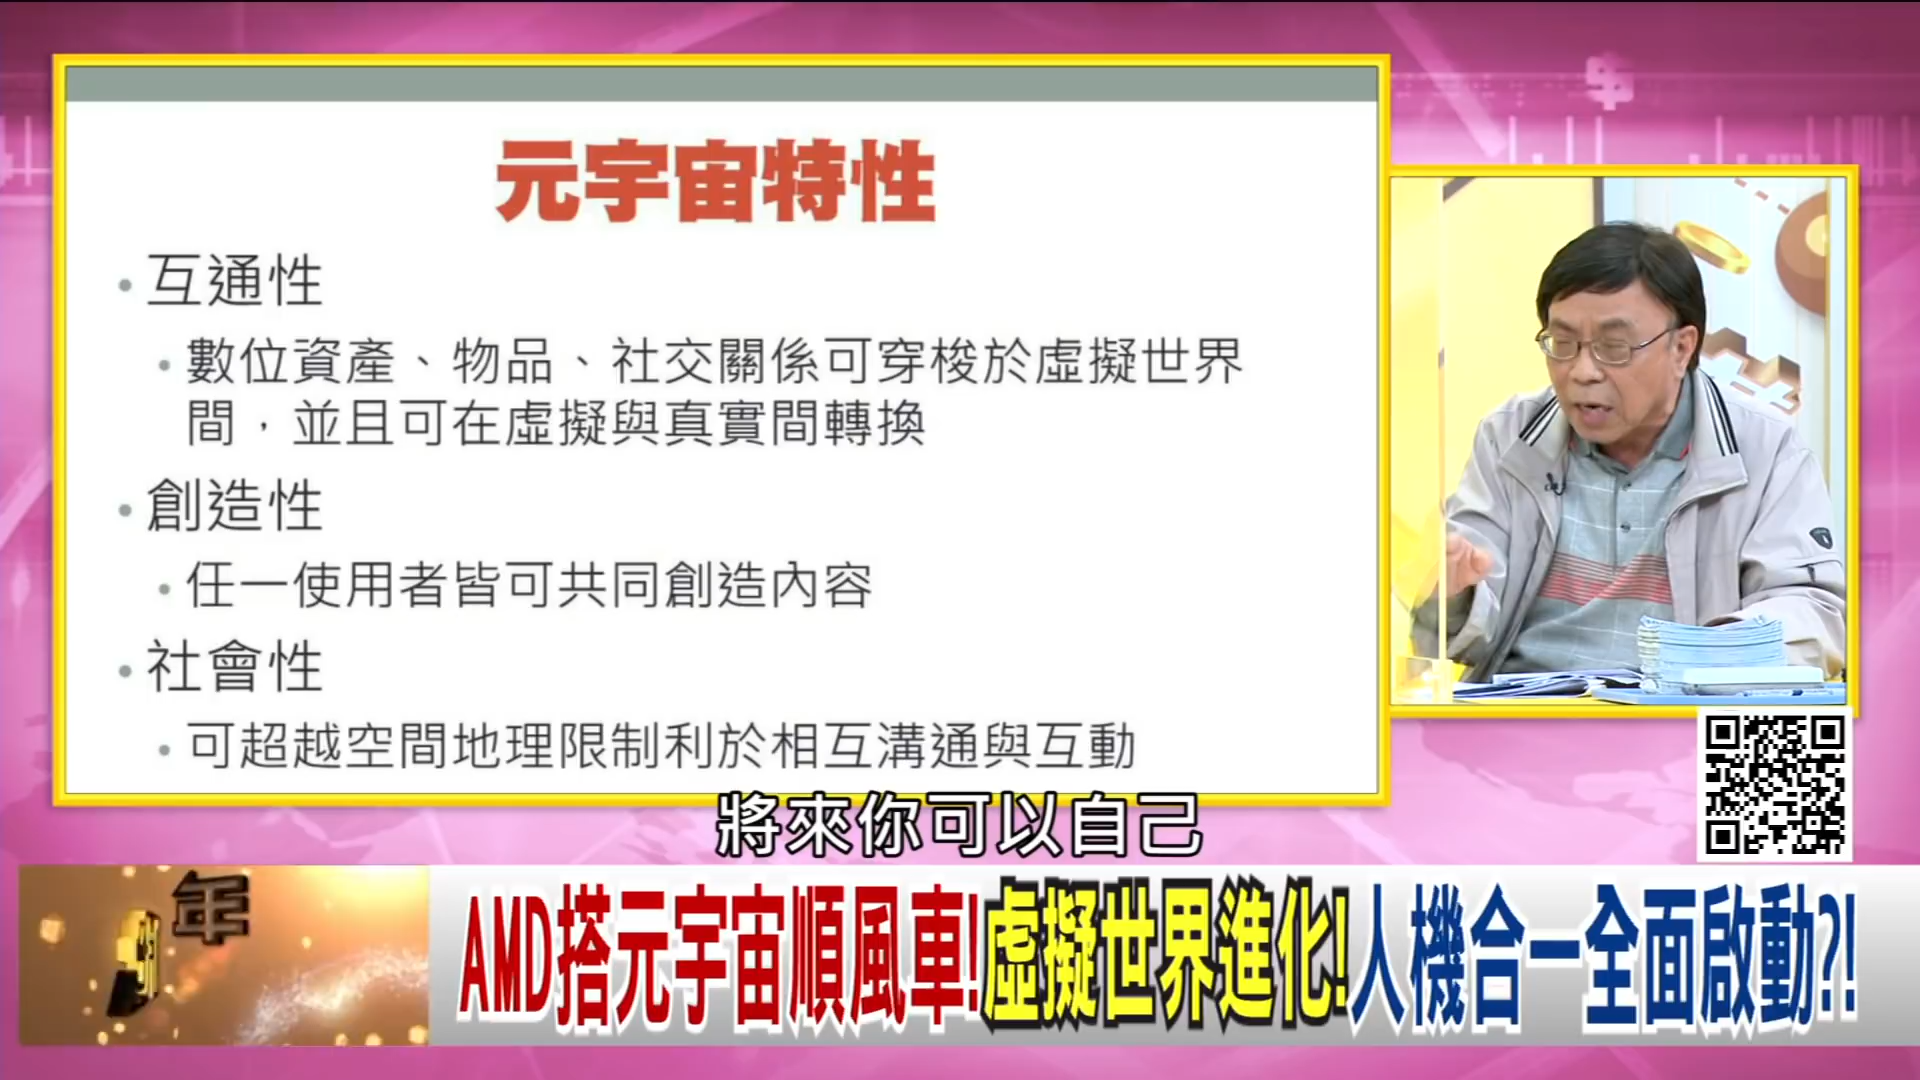 元宇宙特性
互通性
數位資產、物品、社交關係可穿梭於虛擬世界
間，並且可在虛擬與真實間轉換
創造性
任一使用者皆可共同創造內容
社會性
可超越空間地理限制利於相互溝通與互動
將來你可以自己
年
AMD搭元宇宙順風車!虛擬世界進化!人機合一全面啟動?!